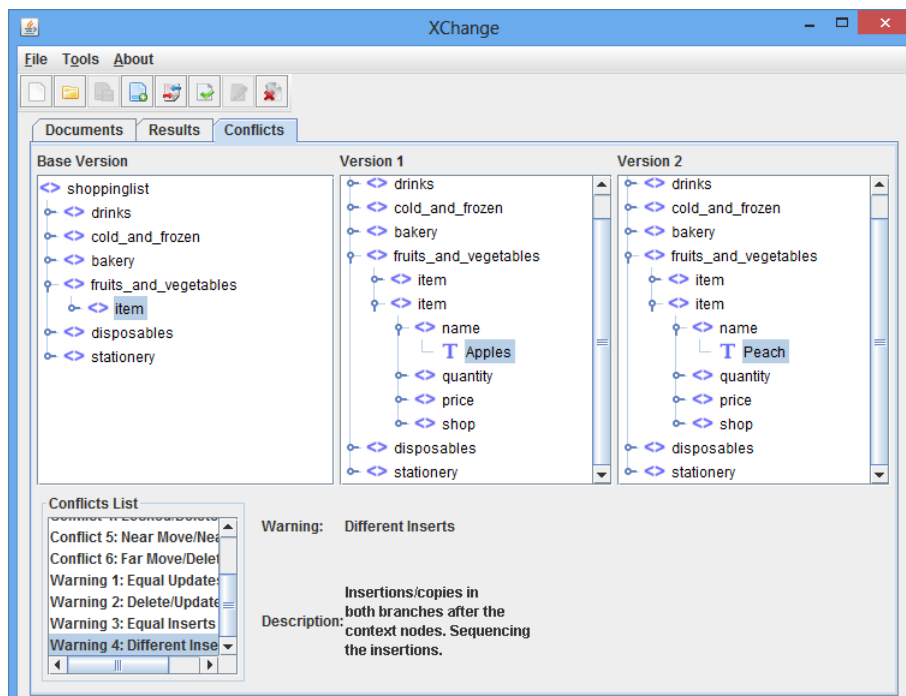 XChange
File Tools About
Documents Results Conflicts
Base Version
shoppinglist
drinks
cold_and_frozen
bakery
fruits_and_vegetables
item
disposables
stationery
Version 1
drinks
cold_and_frozen
bakery
fruits_and_vegetables
item
item
name
T Apples
quantity
price
shop
disposables
stationery
Version 2
drinks
cold_and_frozen
bakery
fruits_and_vegetables
item
item
name
T Peach
quantity
price
shop
disposables
stationery
Conflicts List
Conflict 5: Near Move/Nea
Conflict 6: Far Move/Delet
Warning 1: Equal Update
Warning 2: Delete/Update
Warning 3: Equal Inserts
Warning 4: Different Inse
Warning: Different Inserts
Description:
Insertions/copies in
both branches after the
context nodes. Sequencing
the insertions.